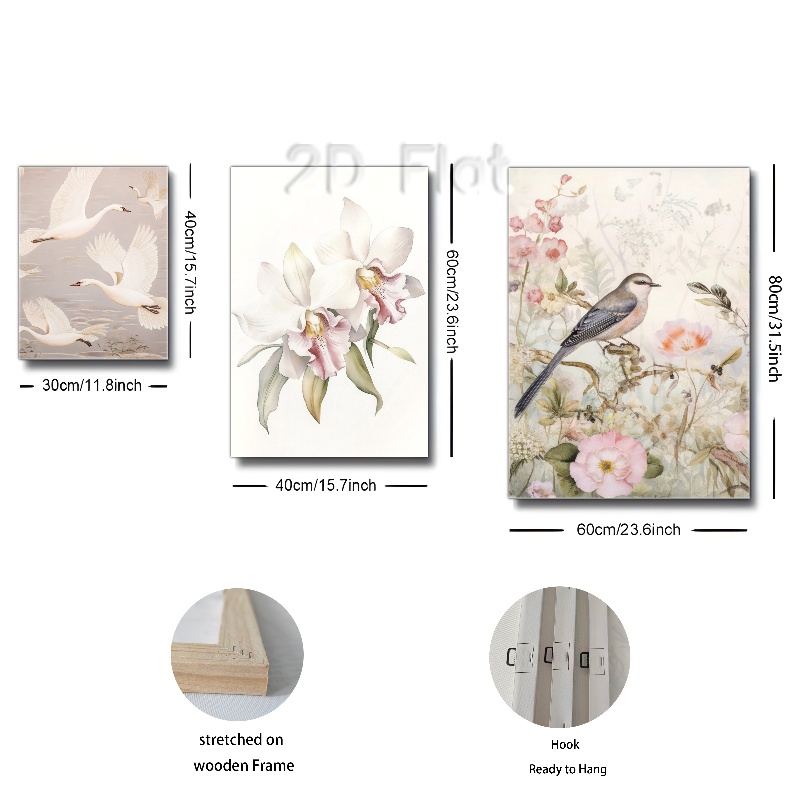 2D Flat
40cm/15.7inch
30cm/11.8inch
60cm/23.6inch
40cm/15.7inch
80cm/31.5inch
60cm/23.6inch
stretched on
wooden Frame
Hook
Ready to Hang